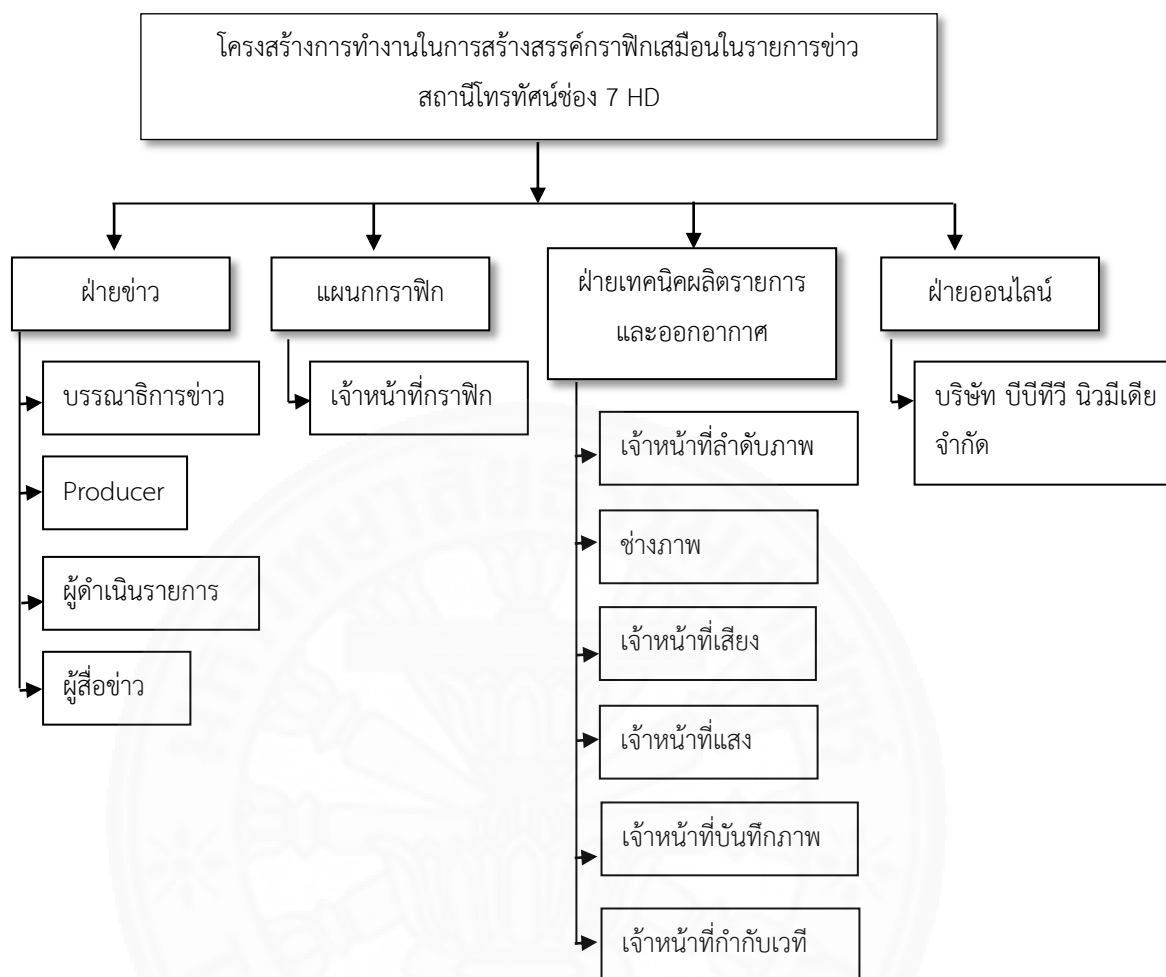 โครงสร้างการทำงานในการสร้างสรรค์กราฟิกเสมือนในรายการข่าว
สถานีโทรทัศน์ช่อง 7 HD
ฝ่ายข่าว
บรรณาธิการข่าว
Producer
ผู้ดำเนินรายการ
ผู้สื่อข่าว
แผนกกราฟิก
เจ้าหน้าที่กราฟิก
ฝ่ายเทคนิคผลิตรายการ
และออกอากาศ
เจ้าหน้าที่ลำดับภาพ
ช่างภาพ
เจ้าหน้าที่เสียง
เจ้าหน้าที่แสง
เจ้าหน้าที่บันทึกภาพ
เจ้าหน้าที่กำกับเวที
ฝ่ายออนไลน์
บริษัท บีบีทีวี นิวมีเดีย
จำกัด